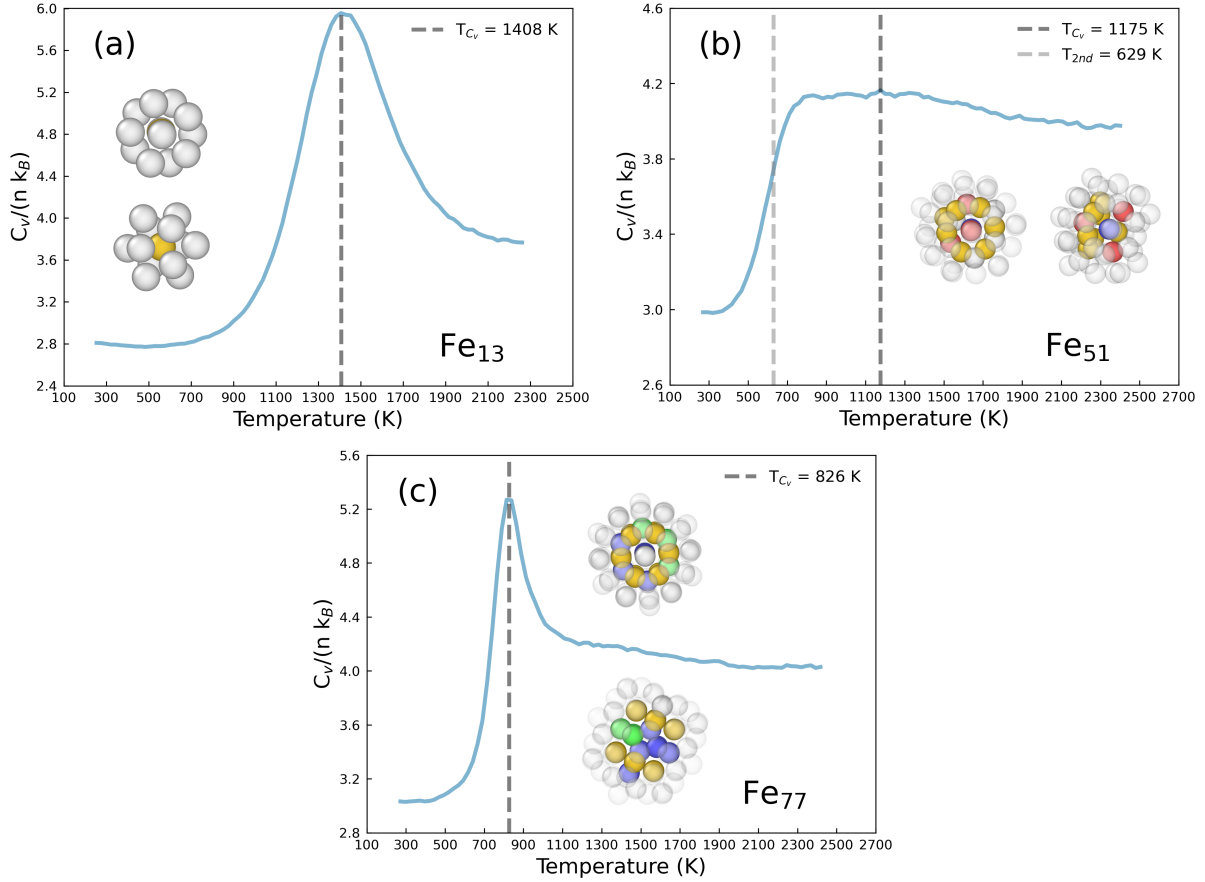 (a)
T_Cv = 1408 K
6.0
5.6
5.2
4.8
4.4
4.0
3.6
3.2
2.8
2.4
C_v/(n k_B)
Fe13
100 300 500 700 900 1100 1300 1500 1700 1900 2100 2300 2500
Temperature (K)
(b)
T_Cv = 1175 K
T_2nd = 629 K
4.6
4.2
3.8
3.4
3.0
2.6
C_v/(n k_B)
Fe51
100 300 500 700 900 1100 1300 1500 1700 1900 2100 2300 2500 2700
Temperature (K)
(c)
T_Cv = 826 K
5.6
5.2
4.8
4.4
4.0
3.6
3.2
2.8
C_v/(n k_B)
Fe77
100 300 500 700 900 1100 1300 1500 1700 1900 2100 2300 2500 2700
Temperature (K)